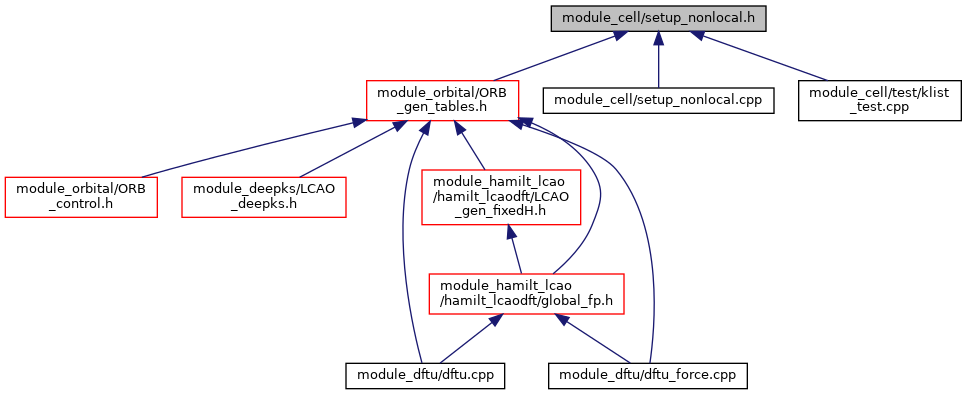 module_cell/setup_nonlocal.h
module_orbital/ORB
_gen_tables.h
module_cell/setup_nonlocal.cpp
module_cell/test/klist
_test.cpp
module_orbital/ORB
_control.h
module_deepks/LCAO
_deepks.h
module_hamilt_lcao
/hamilt_lcaodft/LCAO
_gen_fixedH.h
module_hamilt_lcao
/hamilt_lcaodft/global_fp.h
module_dftu/dftu.cpp
module_dftu/dftu_force.cpp